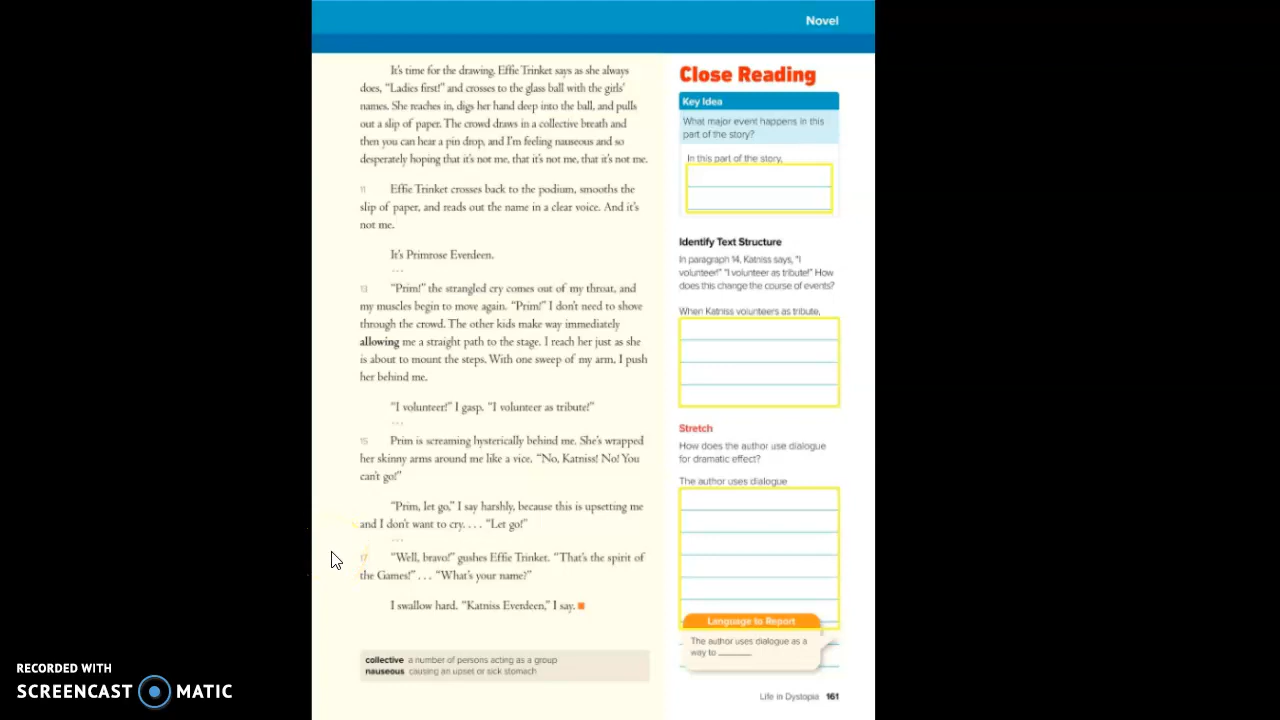 Novel
It's time for the drawing. Effie Trinket says as she always
does, "Ladies first!" and crosses to the glass ball with the girls'
names. She reaches in, digs her hand deep into the ball, and pulls
out a slip of paper. The crowd draws in a collective breath and
then you can hear a pin drop, and I'm feeling nauseous and so
desperately hoping that it's not me, that it's not me, that it's not me.
11 Effie Trinket crosses back to the podium, smooths the
slip of paper, and reads out the name in a clear voice. And it's
not me.
It's Primrose Everdeen.
...
13 "Prim!" the strangled cry comes out of my throat, and
my muscles begin to move again. "Prim!" I don't need to shove
through the crowd. The other kids make way immediately
allowing me a straight path to the stage. I reach her just as she
is about to mount the steps. With one sweep of my arm, I push
her behind me.
"I volunteer!" I gasp. "I volunteer as tribute!"
...
15 Prim is screaming hysterically behind me. She's wrapped
her skinny arms around me like a vice. "No, Katniss! No! You
can't go!"
"Prim, let go," I say harshly, because this is upsetting me
and I don't want to cry. . . . "Let go!"
...
17 "Well, bravo!" gushes Effie Trinket. "That's the spirit of
the Games!" . . . "What's your name?"
I swallow hard. "Katniss Everdeen," I say.
collective a number of persons acting as a group
nauseous causing an upset or sick stomach
Close Reading
Key Idea
What major event happens in this
part of the story?
In this part of the story,
Identify Text Structure
In paragraph 14, Katniss says, "I
volunteer!" "I volunteer as tribute!" How
does this change the course of events?
When Katniss volunteers as tribute,
Stretch
How does the author use dialogue
for dramatic effect?
The author uses dialogue
Language to Report
The author uses dialogue as a
way to ______.
Life in Dystopia 161
RECORDED WITH
SCREENCAST MATIC